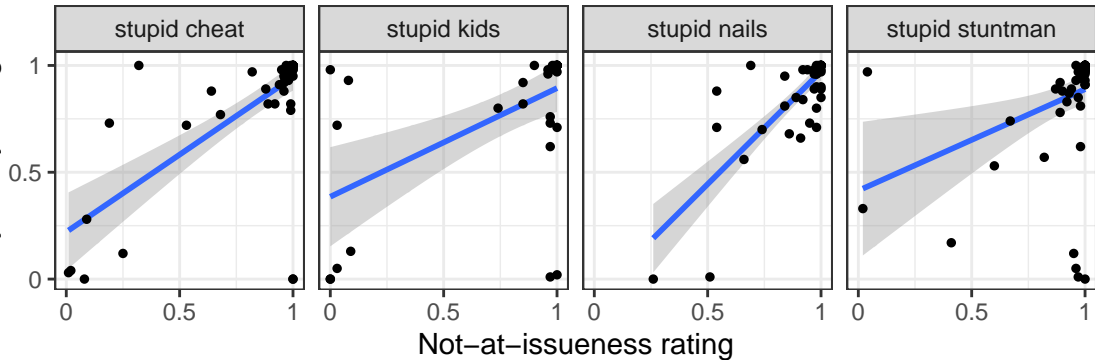 stupid cheat stupid kids stupid nails stupid stuntman
1
0.5
0
0 0.5 1 0 0.5 1 0 0.5 1 0 0.5 1
Not−at−issueness rating